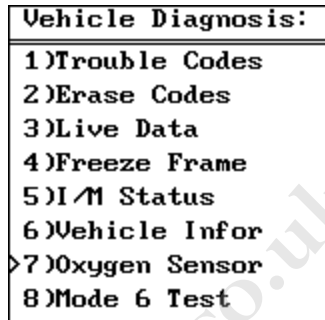 Vehicle Diagnosis:
1)Trouble Codes
2)Erase Codes
3)Live Data
4)Freeze Frame
5)I/M Status
6)Vehicle Infor
>7)Oxygen Sensor
8)Mode 6 Test